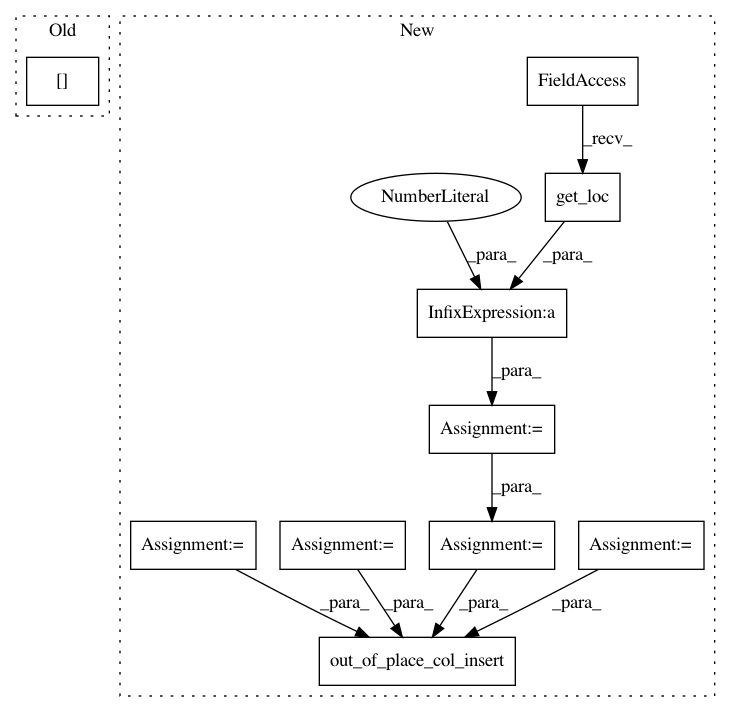 Old
New
[]
FieldAccess
_recv_
NumberLiteral
get_loc
_para_
_para_
InfixExpression:a
_para_
Assignment:=
_para_
Assignment:=
Assignment:=
Assignment:=
Assignment:=
_para_
_para_
_para_
_para_
out_of_place_col_insert